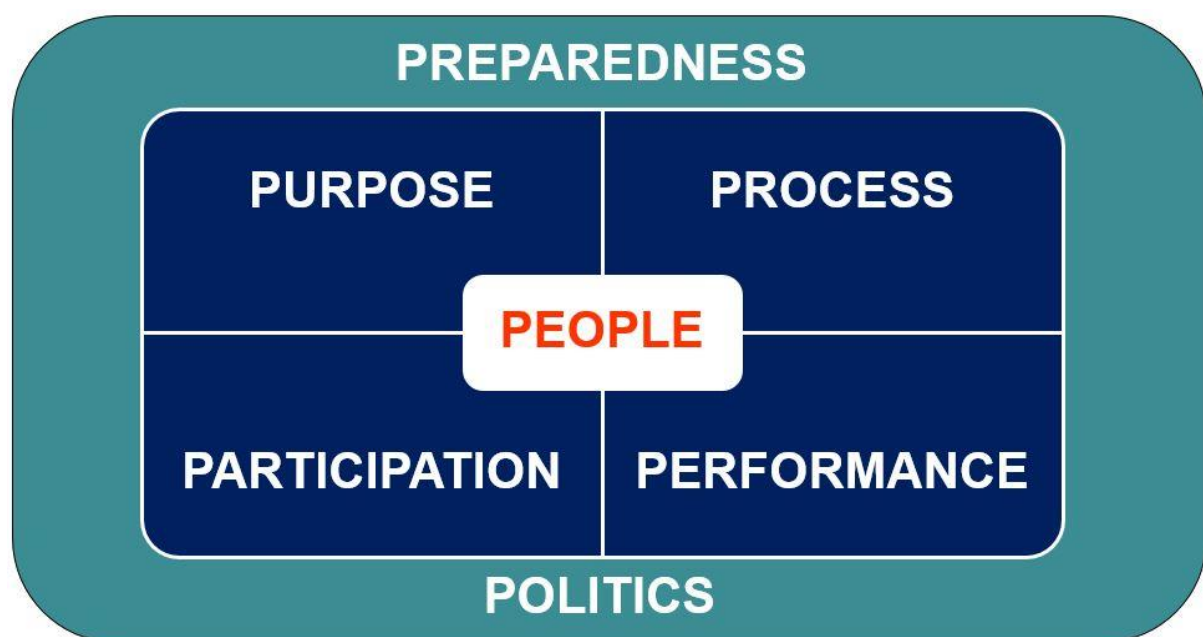 PREPAREDNESS
PURPOSE PROCESS
PEOPLE
PARTICIPATION PERFORMANCE
POLITICS